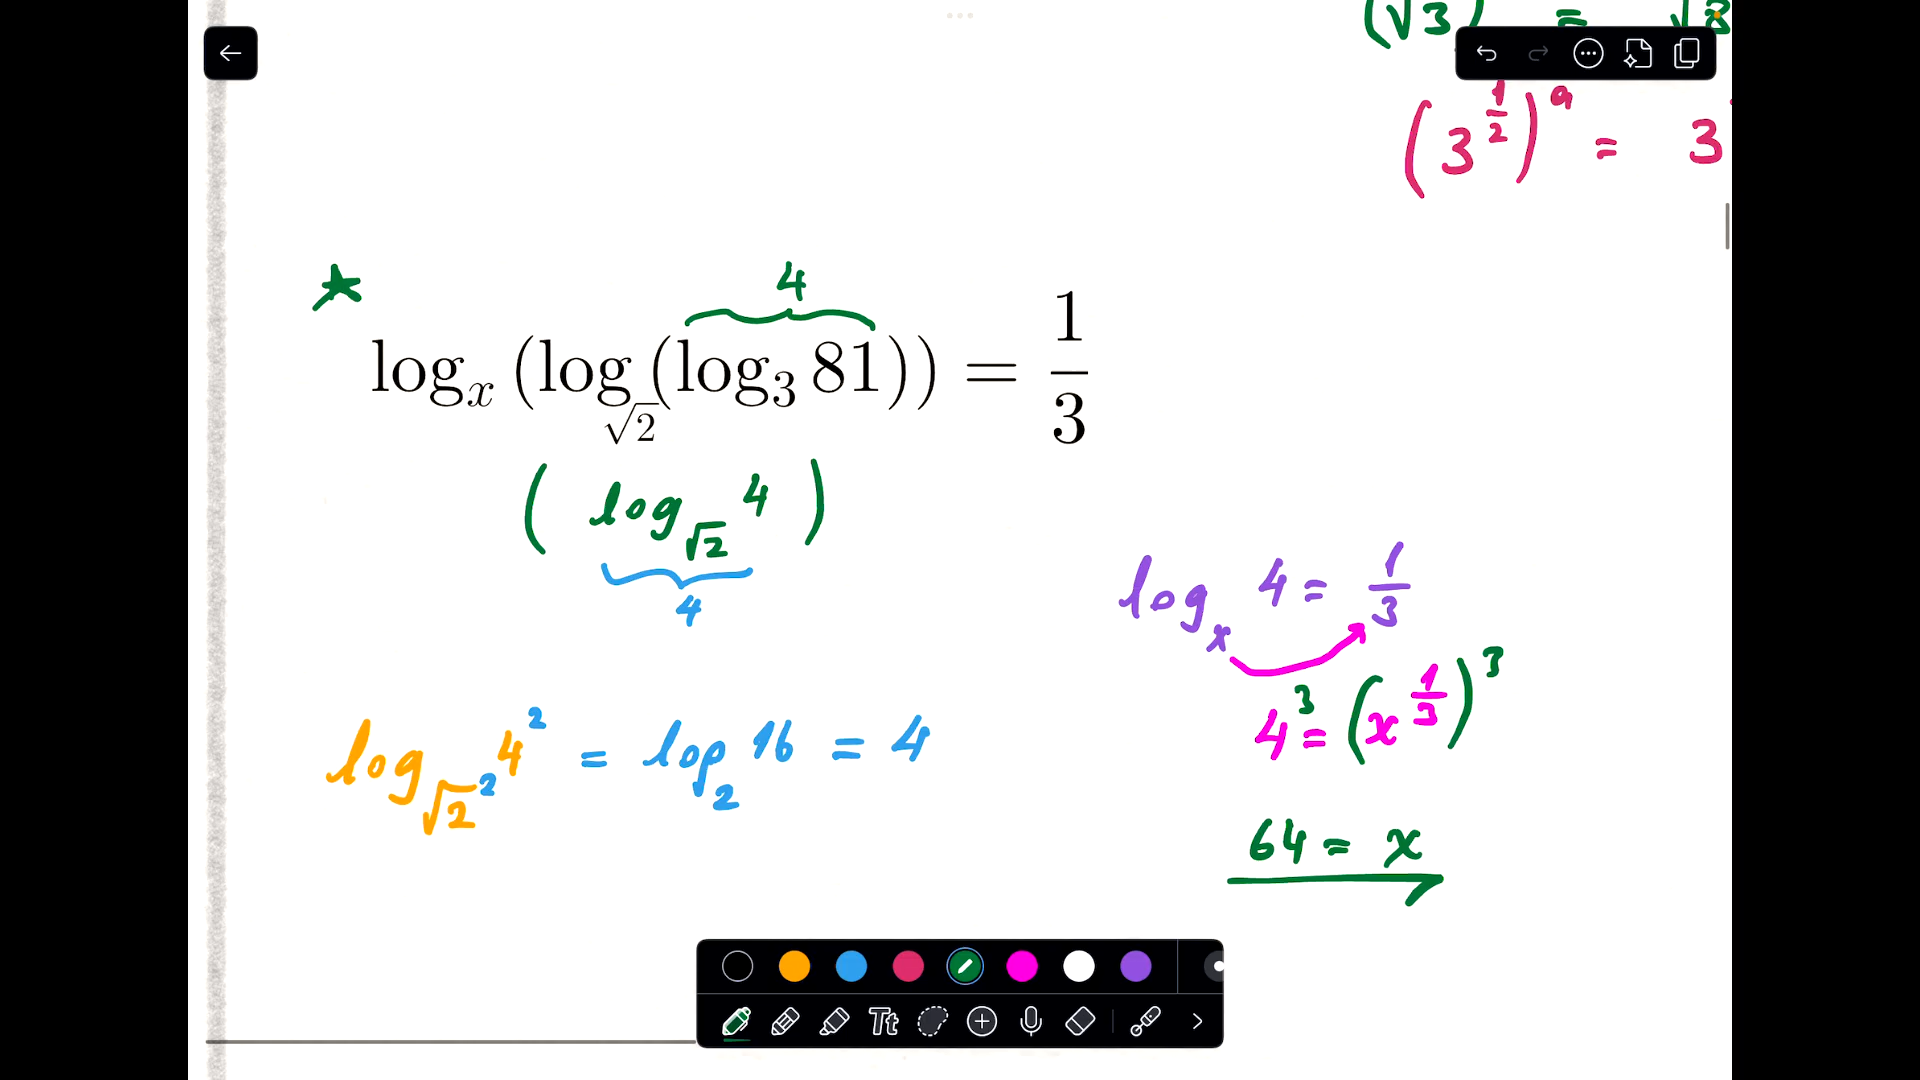 (√3) = √3
(3^{1/2})^a = 3
4
log_x (log_{√2} (log_3 81)) = 1/3
(log_{√2} 4)
4
log_x 4 = 1/3
4^3 = (x^{1/3})^3
log_{√2^2} 4^2 = log_2 16 = 4
64 = x
Tt